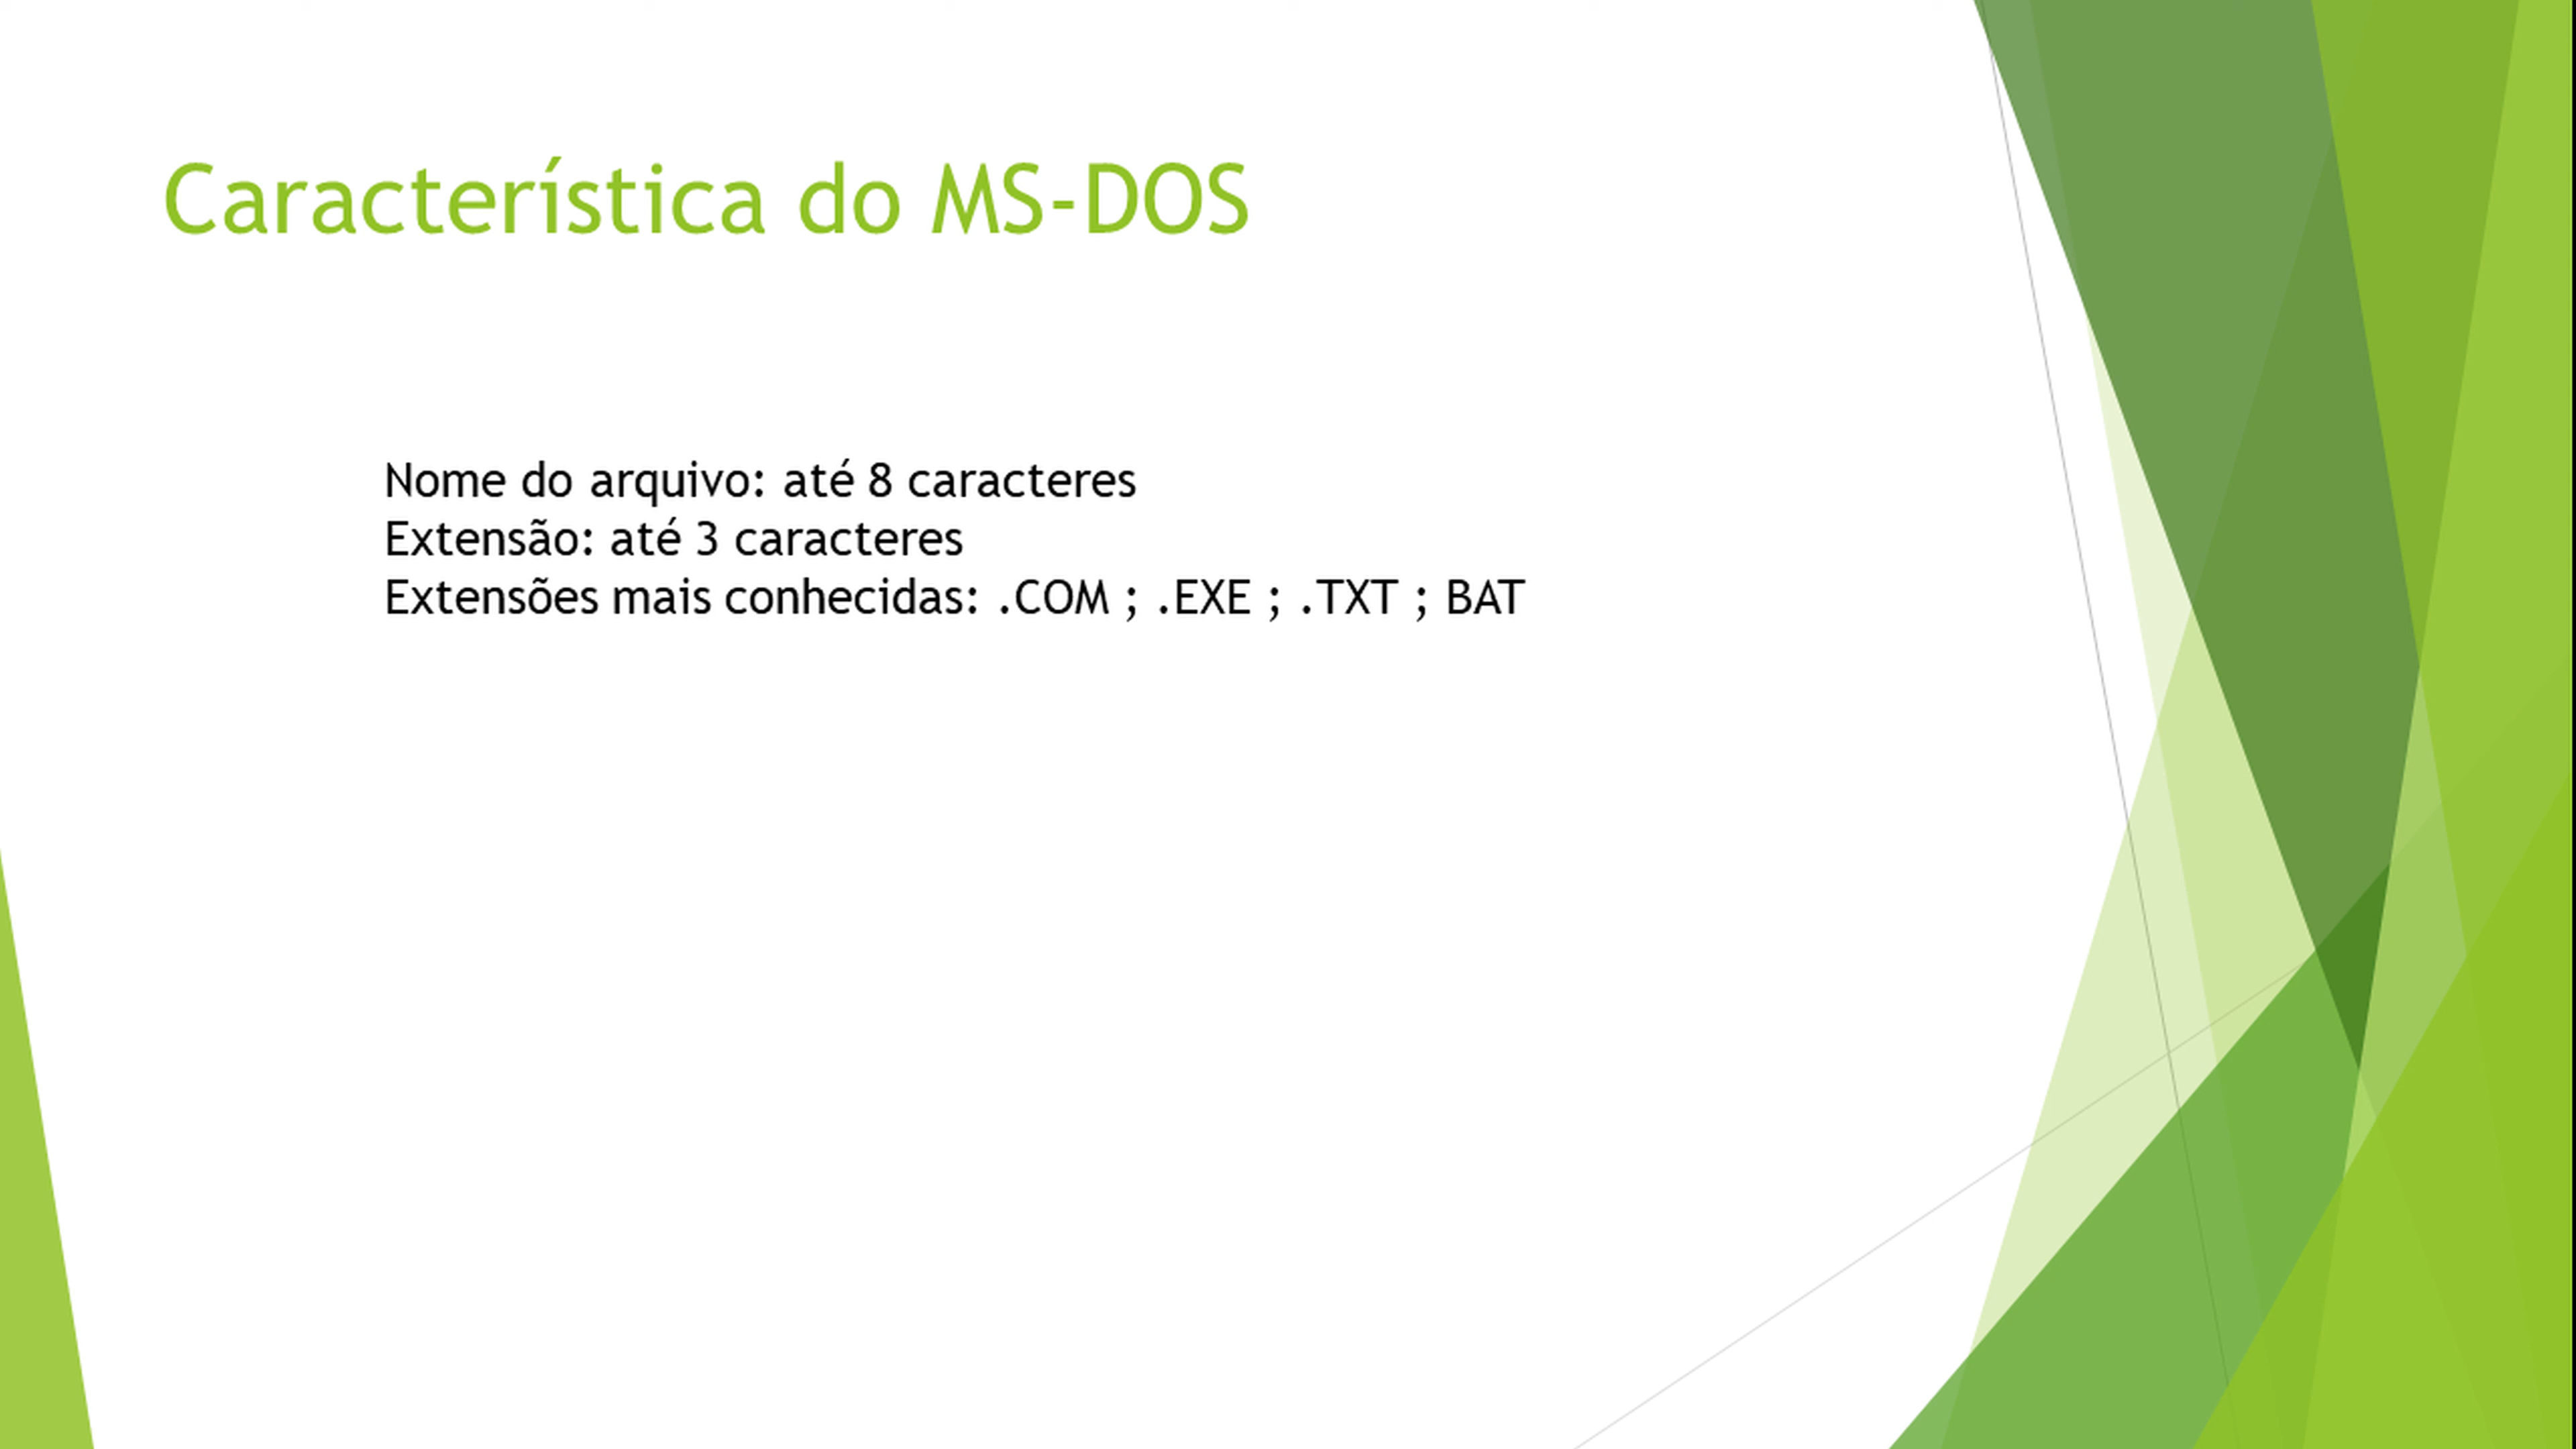 Característica do MS-DOS
Nome do arquivo: até 8 caracteres
Extensão: até 3 caracteres
Extensões mais conhecidas: .COM ; .EXE ; .TXT ; BAT